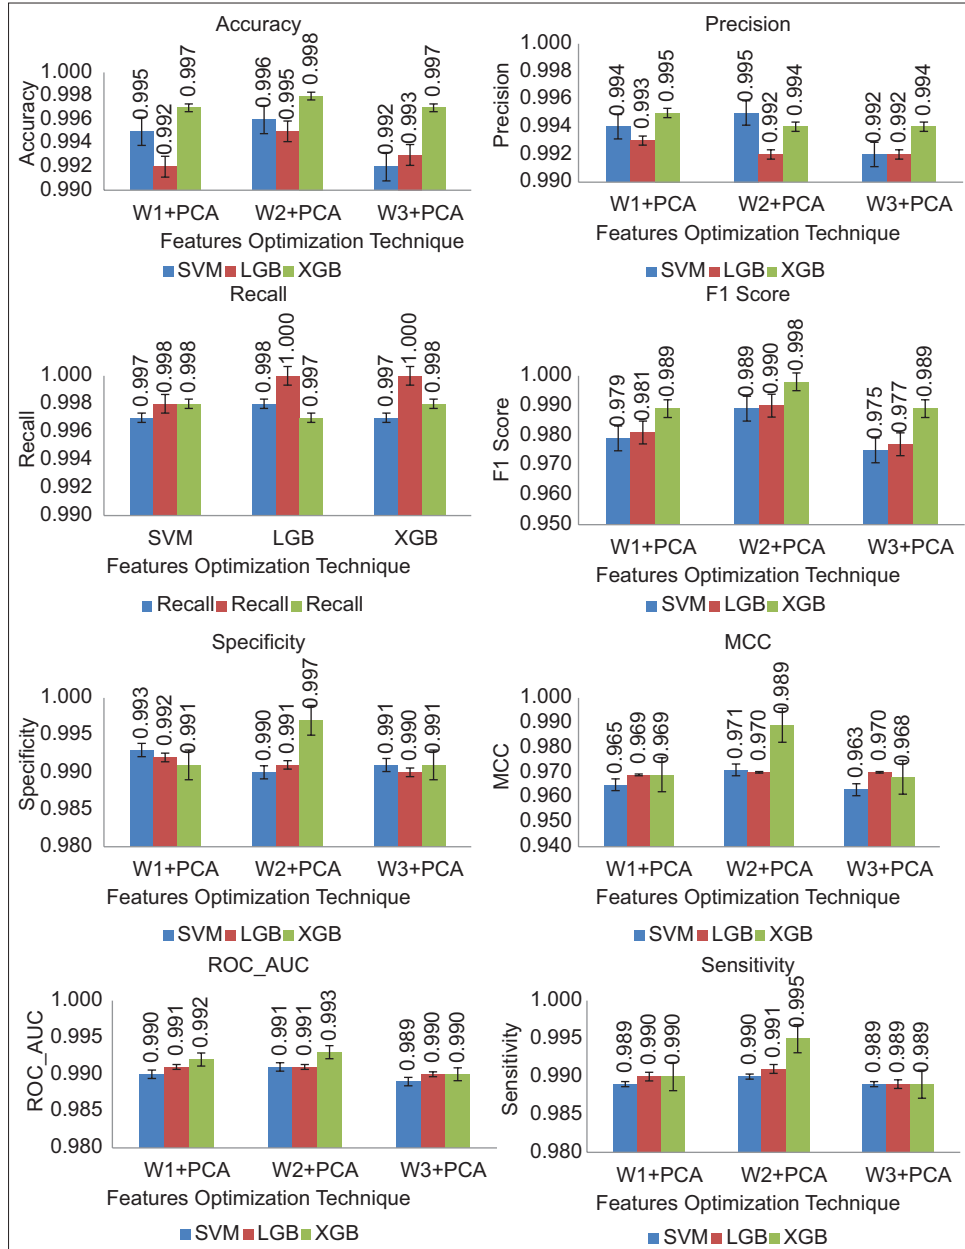 Accuracy
Accuracy
1.000
0.998
0.996
0.994
0.992
0.990
0.995
0.992
0.997
0.996
0.995
0.998
0.992
0.993
0.997
W1+PCA W2+PCA W3+PCA
Features Optimization Technique
SVM LGB XGB
Precision
Precision
1.000
0.998
0.996
0.994
0.992
0.990
0.994
0.993
0.995
0.995
0.992
0.994
0.992
0.992
0.994
W1+PCA W2+PCA W3+PCA
Features Optimization Technique
SVM LGB XGB
Recall
Recall
1.000
0.998
0.996
0.994
0.992
0.990
0.997
0.998
0.998
0.998
1.000
0.997
0.997
1.000
0.998
SVM LGB XGB
Features Optimization Technique
Recall Recall Recall
F1 Score
F1 Score
1.000
0.990
0.980
0.970
0.960
0.950
0.979
0.981
0.989
0.989
0.990
0.998
0.975
0.977
0.989
W1+PCA W2+PCA W3+PCA
Features Optimization Technique
SVM LGB XGB
Specificity
Specificity
1.000
0.995
0.990
0.985
0.980
0.993
0.992
0.991
0.990
0.991
0.997
0.991
0.990
0.991
W1+PCA W2+PCA W3+PCA
Features Optimization Technique
SVM LGB XGB
MCC
MCC
1.000
0.990
0.980
0.970
0.960
0.950
0.940
0.965
0.969
0.969
0.971
0.970
0.989
0.963
0.970
0.968
W1+PCA W2+PCA W3+PCA
Features Optimization Technique
SVM LGB XGB
ROC_AUC
ROC_AUC
1.000
0.995
0.990
0.985
0.980
0.990
0.991
0.992
0.991
0.991
0.993
0.989
0.990
0.990
W1+PCA W2+PCA W3+PCA
Features Optimization Technique
SVM LGB XGB
Sensitivity
Sensitivity
1.000
0.995
0.990
0.985
0.980
0.989
0.990
0.990
0.990
0.991
0.995
0.989
0.989
0.989
W1+PCA W2+PCA W3+PCA
Features Optimization Technique
SVM LGB XGB